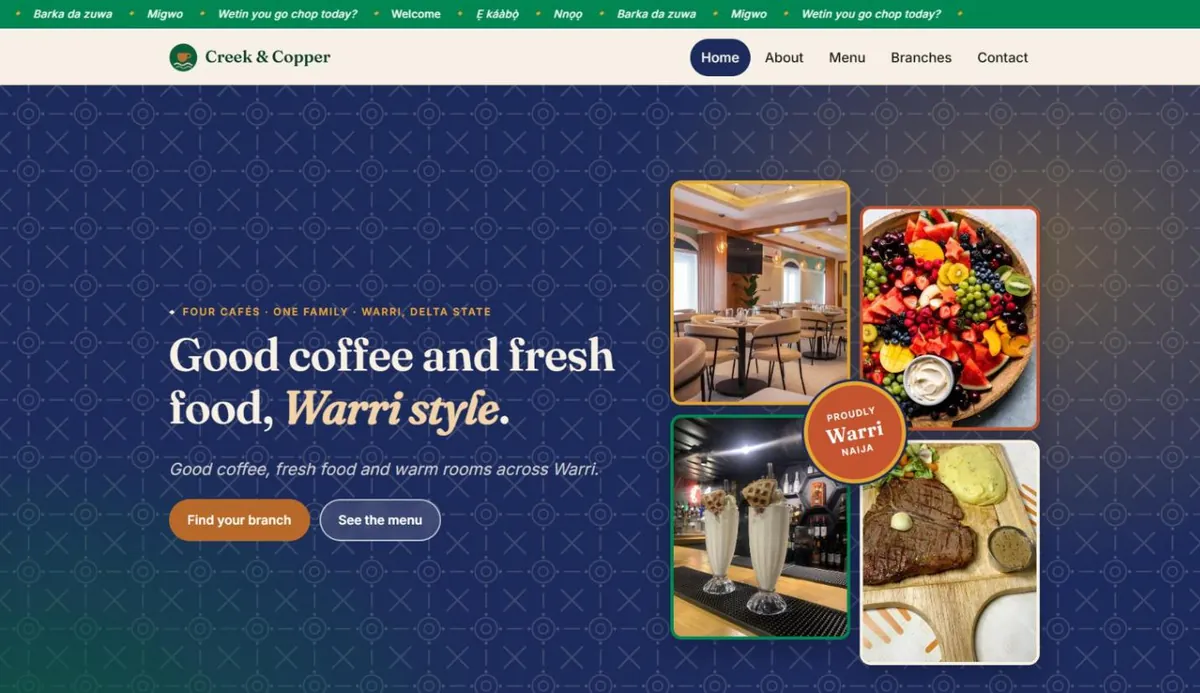 Barka da zuwa Migwo Wetin you go chop today? Welcome Ẹ káàbọ̀ Nnọọ Barka da zuwa Migwo Wetin you go chop today?
Creek & Copper
Home About Menu Branches Contact
FOUR CAFÉS · ONE FAMILY · WARRI, DELTA STATE
Good coffee and fresh
food, Warri style.
Good coffee, fresh food and warm rooms across Warri.
Find your branch See the menu
PROUDLY
Warri
NAIJA